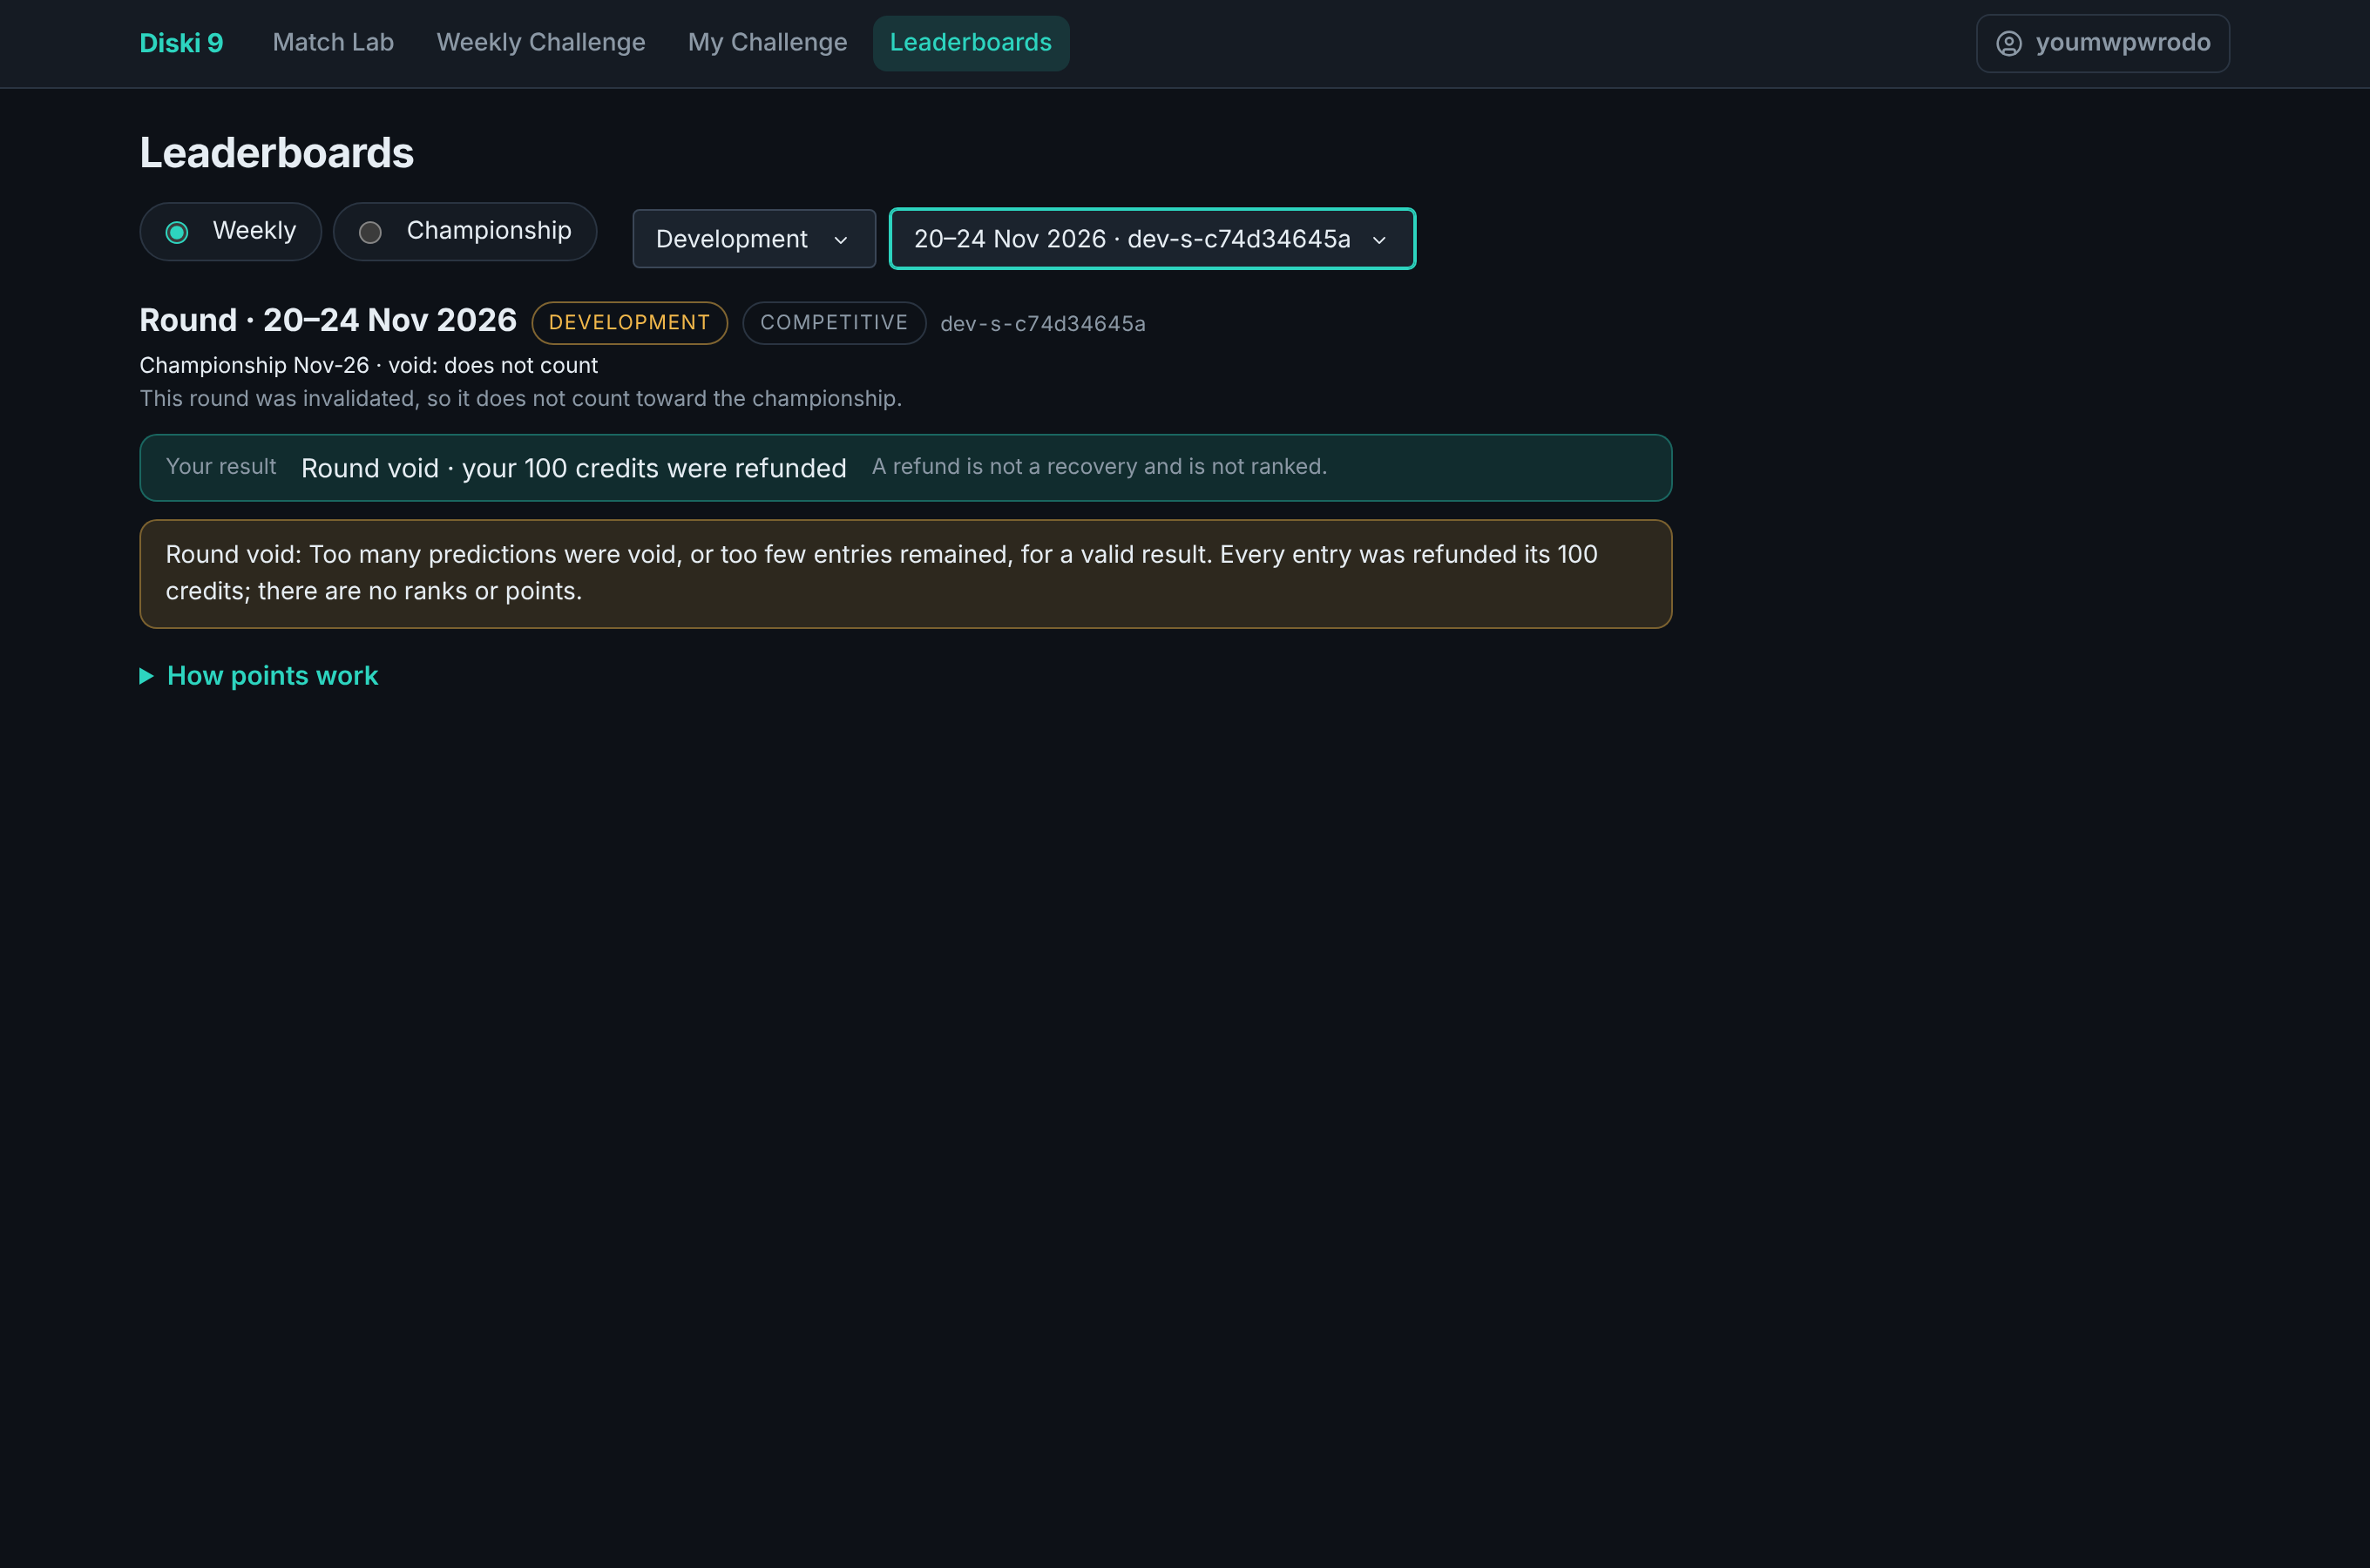 Diski 9 Match Lab Weekly Challenge My Challenge Leaderboards youmwpwrodo
Leaderboards
Weekly Championship Development 20–24 Nov 2026 · dev-s-c74d34645a
Round · 20–24 Nov 2026 DEVELOPMENT COMPETITIVE dev-s-c74d34645a
Championship Nov-26 · void: does not count
This round was invalidated, so it does not count toward the championship.
Your result Round void · your 100 credits were refunded A refund is not a recovery and is not ranked.
Round void: Too many predictions were void, or too few entries remained, for a valid result. Every entry was refunded its 100
credits; there are no ranks or points.
How points work